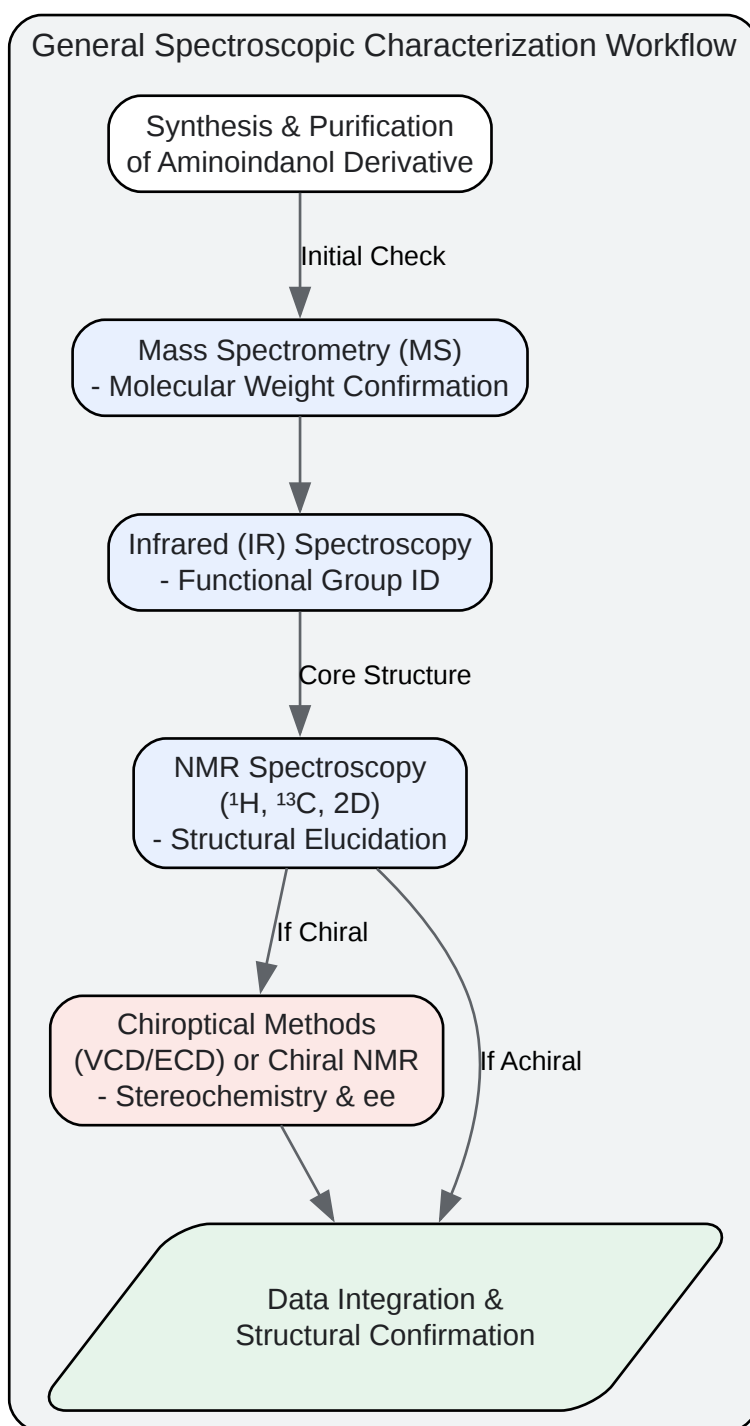 General Spectroscopic Characterization Workflow
Synthesis & Purification
of Aminoindanol Derivative
Initial Check
Mass Spectrometry (MS)
- Molecular Weight Confirmation
Infrared (IR) Spectroscopy
- Functional Group ID
Core Structure
NMR Spectroscopy
(¹H, ¹³C, 2D)
- Structural Elucidation
If Chiral
Chiroptical Methods
(VCD/ECD) or Chiral NMR
- Stereochemistry & ee
If Achiral
Data Integration &
Structural Confirmation